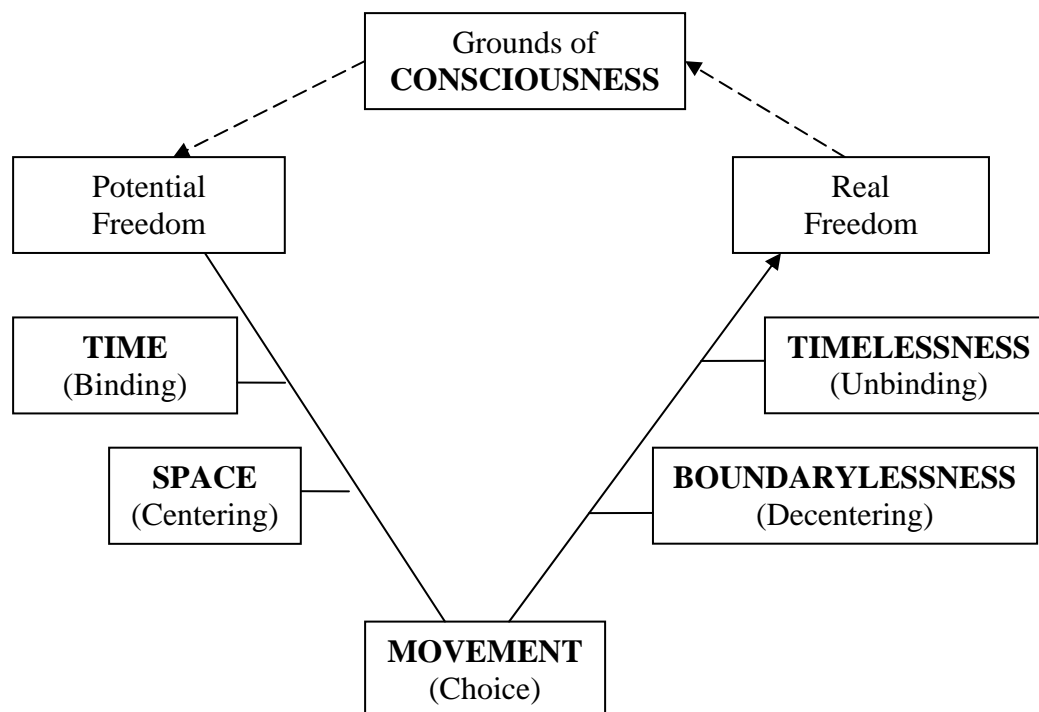 Grounds of
CONSCIOUSNESS
Potential
Freedom
Real
Freedom
TIME
(Binding)
TIMELESSNESS
(Unbinding)
SPACE
(Centering)
BOUNDARYLESSNESS
(Decentering)
MOVEMENT
(Choice)